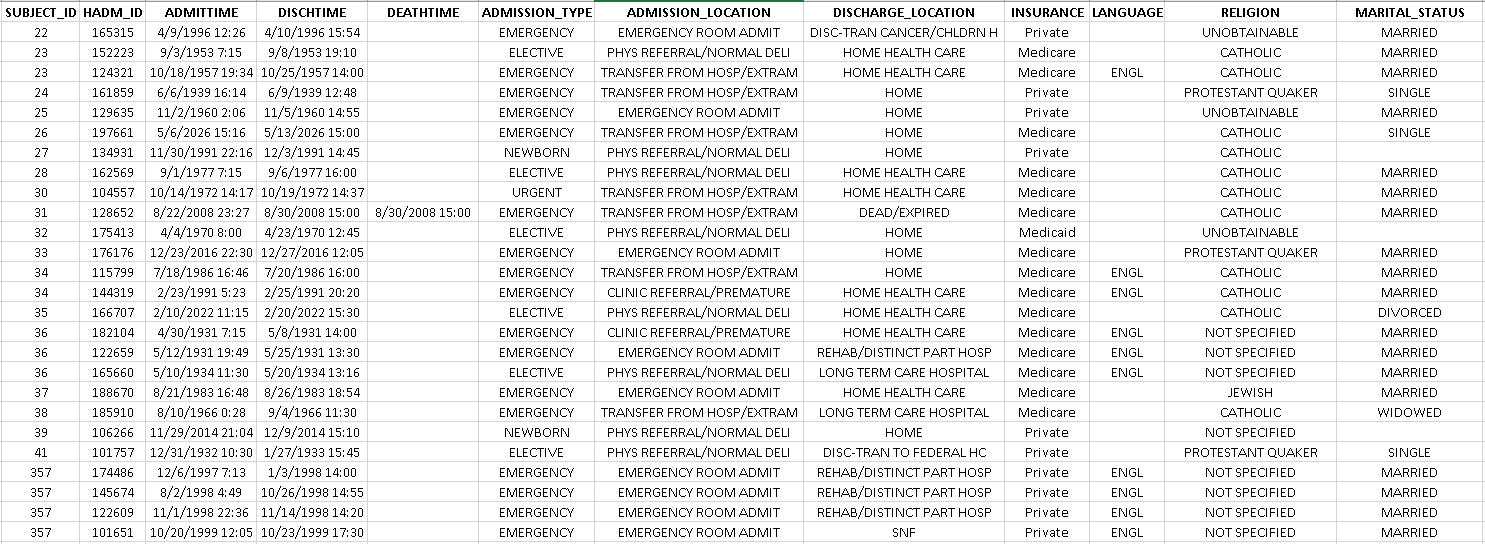 SUBJECT_ID HADM_ID ADMITTIME DISCHTIME DEATHTIME ADMISSION_TYPE ADMISSION_LOCATION DISCHARGE_LOCATION INSURANCE LANGUAGE RELIGION MARITAL_STATUS
22 165315 4/9/1996 12:26 4/10/1996 15:54 EMERGENCY EMERGENCY ROOM ADMIT DISC-TRAN CANCER/CHLDRN H Private UNOBTAINABLE MARRIED
23 152223 9/3/1953 7:15 9/8/1953 19:10 ELECTIVE PHYS REFERRAL/NORMAL DELI HOME HEALTH CARE Medicare CATHOLIC MARRIED
23 124321 10/18/1957 19:34 10/25/1957 14:00 EMERGENCY TRANSFER FROM HOSP/EXTRAM HOME HEALTH CARE Medicare ENGL CATHOLIC MARRIED
24 161859 6/6/1939 16:14 6/9/1939 12:48 EMERGENCY TRANSFER FROM HOSP/EXTRAM HOME Private PROTESTANT QUAKER SINGLE
25 129635 11/2/1960 2:06 11/5/1960 14:55 EMERGENCY EMERGENCY ROOM ADMIT HOME Private UNOBTAINABLE MARRIED
26 197661 5/6/2026 15:16 5/13/2026 15:00 EMERGENCY TRANSFER FROM HOSP/EXTRAM HOME Medicare CATHOLIC SINGLE
27 134931 11/30/1991 22:16 12/3/1991 14:45 NEWBORN PHYS REFERRAL/NORMAL DELI HOME Private CATHOLIC
28 162569 9/1/1977 7:15 9/6/1977 16:00 ELECTIVE PHYS REFERRAL/NORMAL DELI HOME HEALTH CARE Medicare CATHOLIC MARRIED
30 104557 10/14/1972 14:17 10/19/1972 14:37 URGENT TRANSFER FROM HOSP/EXTRAM HOME HEALTH CARE Medicare CATHOLIC MARRIED
31 128652 8/22/2008 23:27 8/30/2008 15:00 8/30/2008 15:00 EMERGENCY TRANSFER FROM HOSP/EXTRAM DEAD/EXPIRED Medicare CATHOLIC MARRIED
32 175413 4/4/1970 8:00 4/23/1970 12:45 ELECTIVE PHYS REFERRAL/NORMAL DELI HOME Medicaid UNOBTAINABLE
33 176176 12/23/2016 22:30 12/27/2016 12:05 EMERGENCY EMERGENCY ROOM ADMIT HOME Medicare PROTESTANT QUAKER MARRIED
34 115799 7/18/1986 16:46 7/20/1986 16:00 EMERGENCY TRANSFER FROM HOSP/EXTRAM HOME Medicare ENGL CATHOLIC MARRIED
34 144319 2/23/1991 5:23 2/25/1991 20:20 EMERGENCY CLINIC REFERRAL/PREMATURE HOME HEALTH CARE Medicare ENGL CATHOLIC MARRIED
35 166707 2/10/2022 11:15 2/20/2022 15:30 ELECTIVE PHYS REFERRAL/NORMAL DELI HOME HEALTH CARE Medicare CATHOLIC DIVORCED
36 182104 4/30/1931 7:15 5/8/1931 14:00 EMERGENCY CLINIC REFERRAL/PREMATURE HOME HEALTH CARE Medicare ENGL NOT SPECIFIED MARRIED
36 122659 5/12/1931 19:49 5/25/1931 13:30 EMERGENCY EMERGENCY ROOM ADMIT REHAB/DISTINCT PART HOSP Medicare ENGL NOT SPECIFIED MARRIED
36 165660 5/10/1934 11:30 5/20/1934 13:16 ELECTIVE PHYS REFERRAL/NORMAL DELI LONG TERM CARE HOSPITAL Medicare ENGL NOT SPECIFIED MARRIED
37 188670 8/21/1983 16:48 8/26/1983 18:54 EMERGENCY EMERGENCY ROOM ADMIT HOME HEALTH CARE Medicare JEWISH MARRIED
38 185910 8/10/1966 0:28 9/4/1966 11:30 EMERGENCY TRANSFER FROM HOSP/EXTRAM LONG TERM CARE HOSPITAL Medicare CATHOLIC WIDOWED
39 106266 11/29/2014 21:04 12/9/2014 15:10 NEWBORN PHYS REFERRAL/NORMAL DELI HOME Private NOT SPECIFIED
41 101757 12/31/1932 10:30 1/27/1933 15:45 ELECTIVE PHYS REFERRAL/NORMAL DELI DISC-TRAN TO FEDERAL HC Private PROTESTANT QUAKER SINGLE
357 174486 12/6/1997 7:13 1/3/1998 14:00 EMERGENCY EMERGENCY ROOM ADMIT REHAB/DISTINCT PART HOSP Private ENGL NOT SPECIFIED MARRIED
357 145674 8/2/1998 4:49 10/26/1998 14:55 EMERGENCY EMERGENCY ROOM ADMIT REHAB/DISTINCT PART HOSP Private ENGL NOT SPECIFIED MARRIED
357 122609 11/1/1998 22:36 11/14/1998 14:20 EMERGENCY EMERGENCY ROOM ADMIT REHAB/DISTINCT PART HOSP Private ENGL NOT SPECIFIED MARRIED
357 101651 10/20/1999 12:05 10/23/1999 17:30 EMERGENCY EMERGENCY ROOM ADMIT SNF Private ENGL NOT SPECIFIED MARRIED